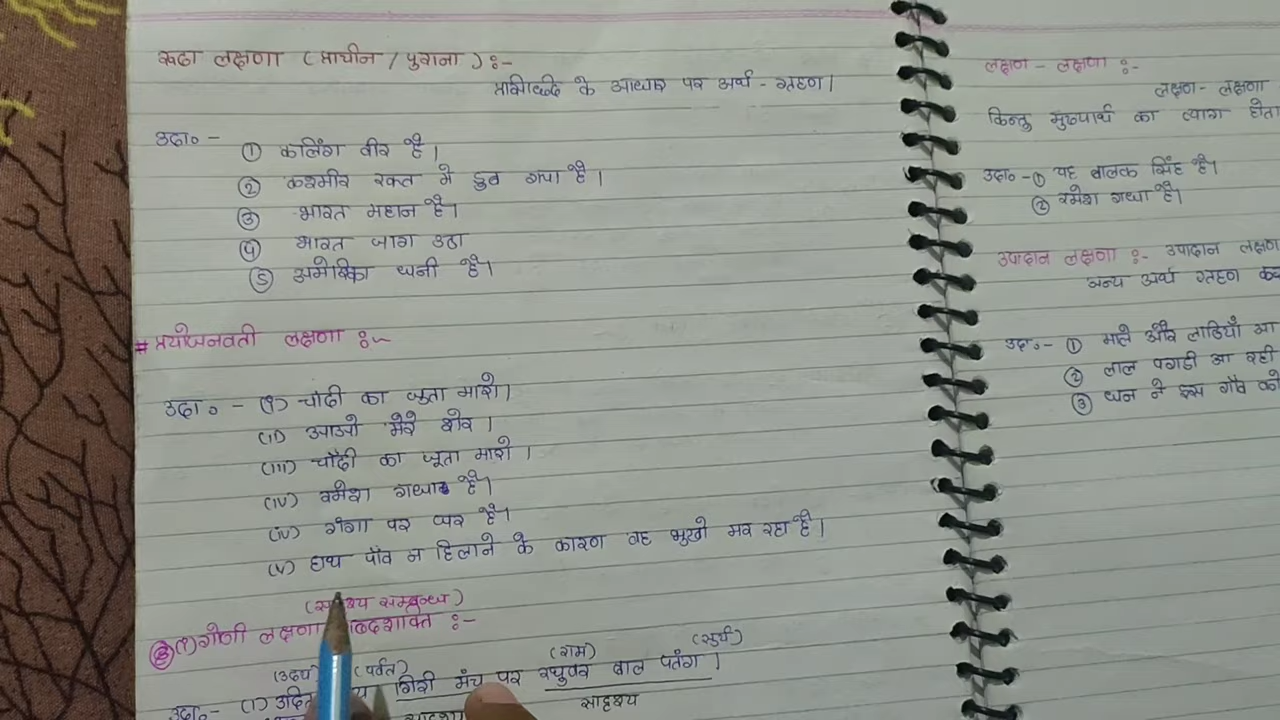 रूढा लक्षणा (प्राचीन / पुराना) :-
प्रसिद्धि के आधार पर अर्थ - ग्रहण।
उदा० -
① कलिंग वीर है।
② कश्मीर रक्त में डुब गया है।
③ भारत महान है।
④ भारत जाग उठा
⑤ अमेरिका धनी है।
# प्रयोजनवती लक्षणा :-
उदा० - (i) चाँदी का जूता मारो।
(ii) आओ मेरे शेर।
(iii) चाँदी का जूता मारो।
(iv) रमेश गधा है।
(iv) गंगा पर घर है।
(v) हाथ पाँव न हिलाने के कारण वह भुखो मर रहा है।
सम्बन्ध)
गौणी लक्षणा :-
(पर्वत) (राम) (सुर्य)
उदा०- (i) उदित गिरी मंच पर रघुवर बाल पतंग।
सादृश्य
लक्षण - लक्षणा :-
लक्षण - लक्षणा
किन्तु मुख्यार्थ का त्याग होता
उदा० - ① यह बालक सिंह है।
② रमेश गधा है।
उपादान लक्षणा :- उपादान लक्षण
अन्य अर्थ ग्रहण
उदा० - ① भाले और लाठियाँ आ
② लाल पगडी आ रही
③ धन ने इस गाँव को